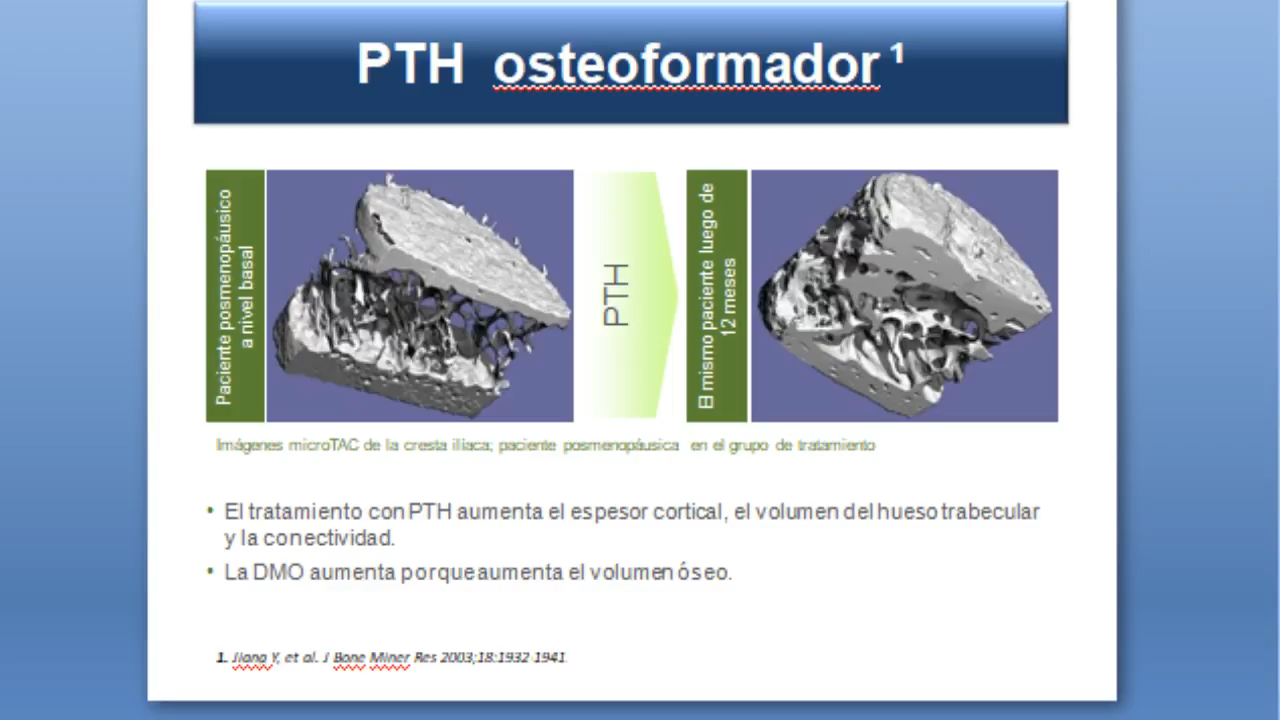 PTH osteoformador ¹
Paciente posmenopáusico
a nivel basal
PTH
El mismo paciente luego de
12 meses
Imágenes microTAC de la cresta ilíaca; paciente posmenopáusica en el grupo de tratamiento
• El tratamiento con PTH aumenta el espesor cortical, el volumen del hueso trabecular
y la conectividad.
• La DMO aumenta porque aumenta el volumen óseo.
1. Jiang Y, et al. J Bone Miner Res 2003;18:1932-1941